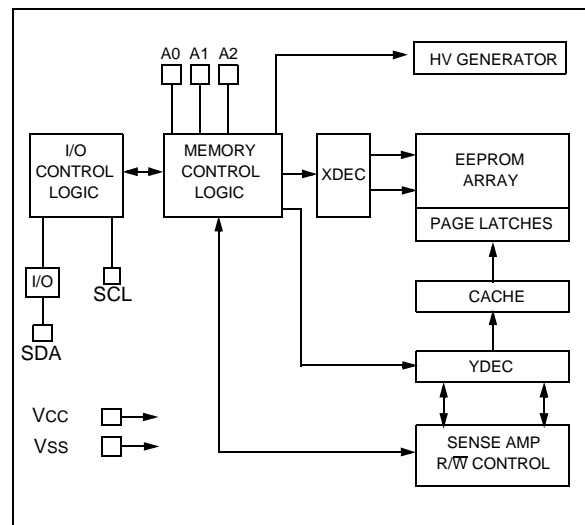 A0 A1 A2
HV GENERATOR
I/O
CONTROL
LOGIC
MEMORY
CONTROL
LOGIC
XDEC
EEPROM
ARRAY
PAGE LATCHES
I/O
SCL
SDA
CACHE
YDEC
VCC
VSS
SENSE AMP
R/W̅ CONTROL